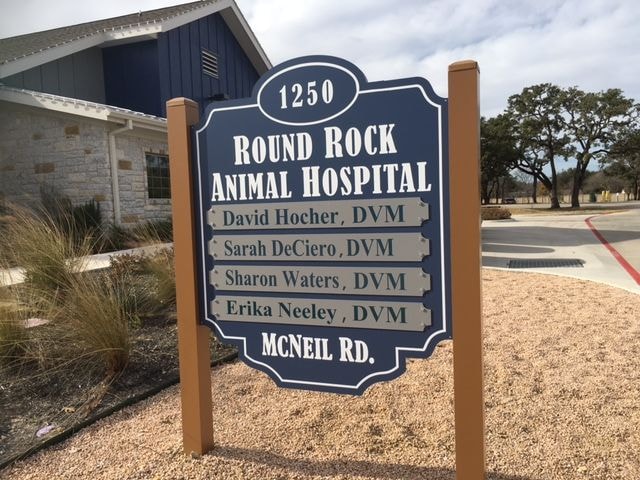 1250
ROUND ROCK
ANIMAL HOSPITAL
David Hocher, DVM
Sarah DeCiero, DVM
Sharon Waters, DVM
Erika Neeley, DVM
MCNEIL RD.